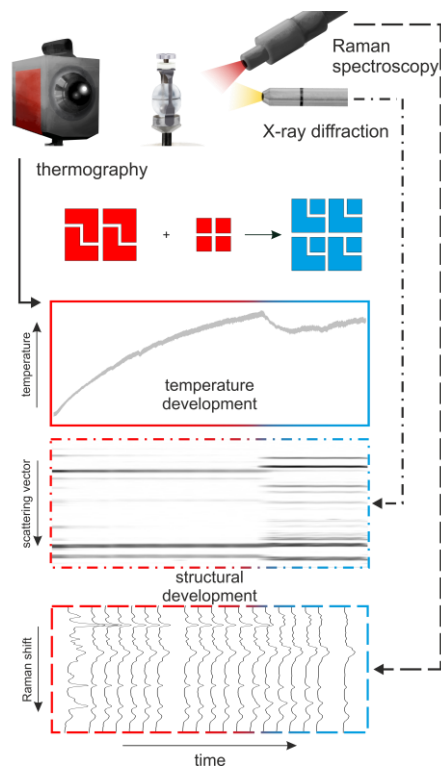 Raman
spectroscopy
X-ray diffraction
thermography
+
temperature
temperature
development
scattering vector
structural
development
Raman shift
time